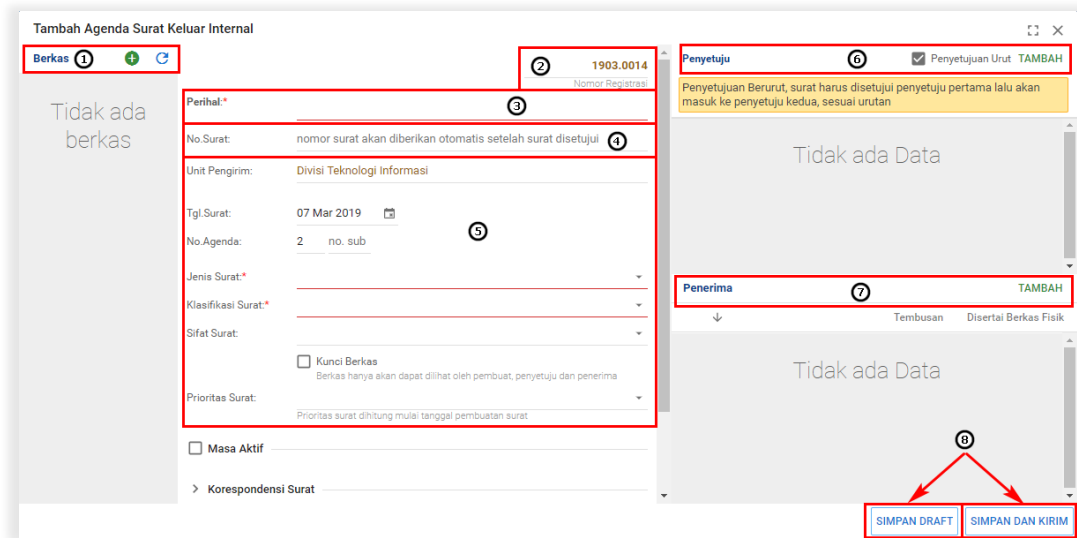 Tambah Agenda Surat Keluar Internal
Berkas 1
Tidak ada
berkas
2 1903.0014
Nomor Registrasi
Perihal:* 3
No.Surat: nomor surat akan diberikan otomatis setelah surat disetujui 4
Unit Pengirim: Divisi Teknologi Informasi
Tgl.Surat: 07 Mar 2019
5
No.Agenda: 2 no. sub
Jenis Surat:*
Klasifikasi Surat:*
Sifat Surat:
Kunci Berkas
Berkas hanya akan dapat dilihat oleh pembuat, penyetuju dan penerima
Prioritas Surat:
Prioritas surat dihitung mulai tanggal pembuatan surat
Masa Aktif
Korespondensi Surat
Penyetuju 6 Penyetujuan Urut TAMBAH
Penyetujuan Berurut, surat harus disetujui penyetuju pertama lalu akan
masuk ke penyetuju kedua, sesuai urutan
Tidak ada Data
Penerima 7 TAMBAH
Tembusan Disertai Berkas Fisik
Tidak ada Data
8
SIMPAN DRAFT SIMPAN DAN KIRIM